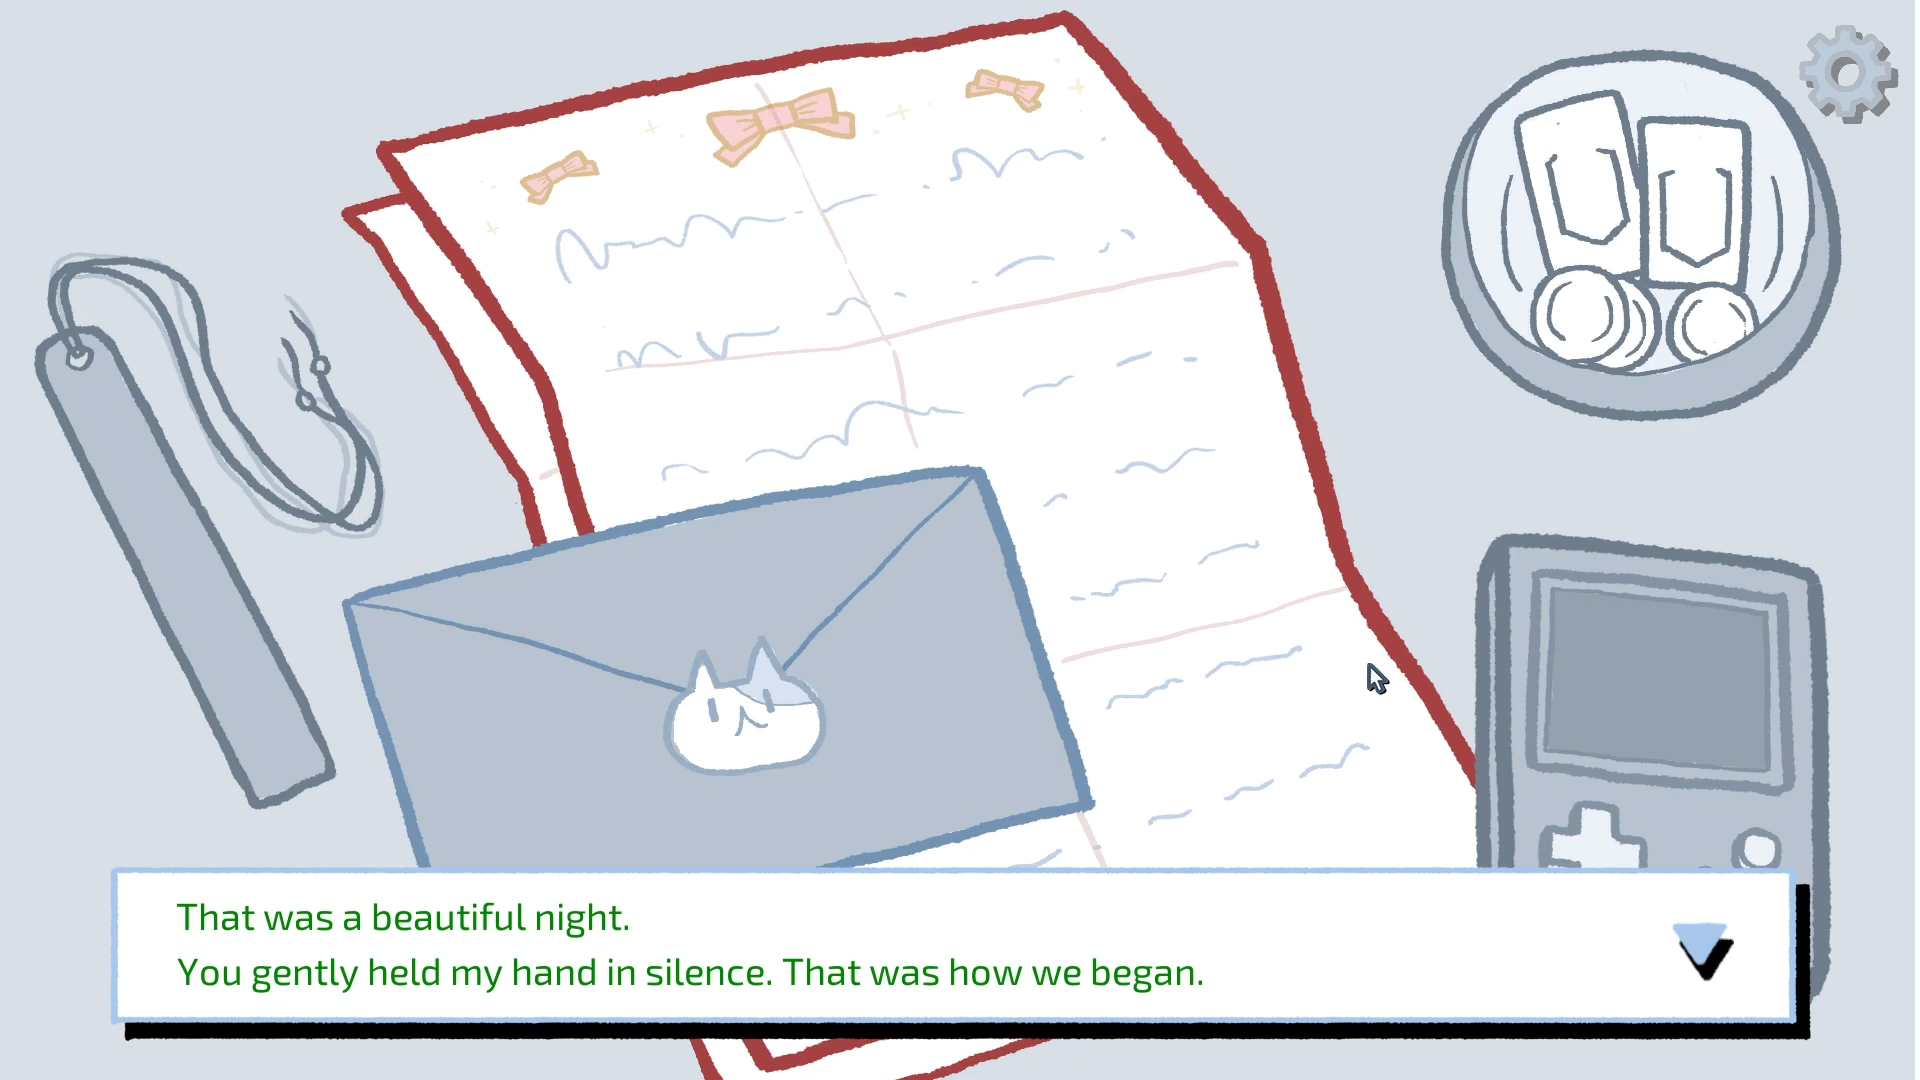 That was a beautiful night.
You gently held my hand in silence. That was how we began.